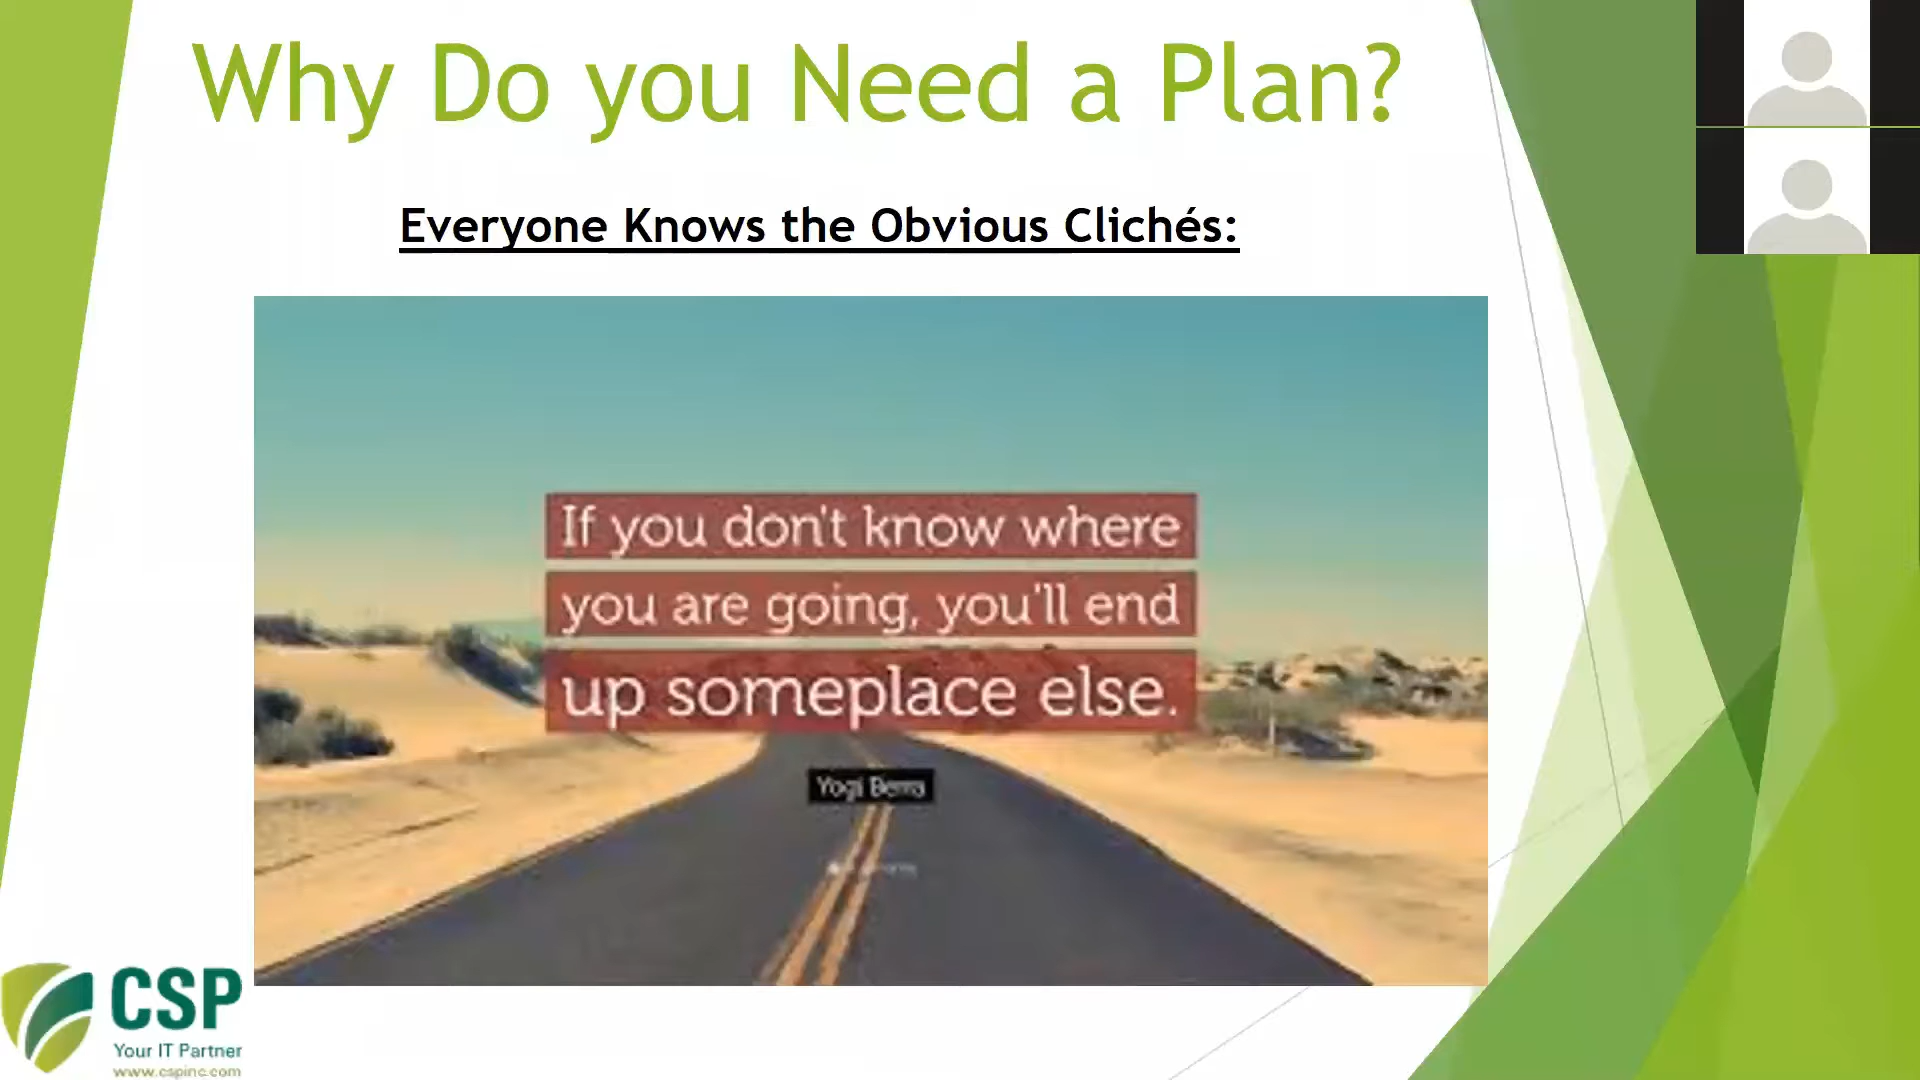 Why Do you Need a Plan?
Everyone Knows the Obvious Clichés:
If you don't know where
you are going, you'll end
up someplace else.
Yogi Berra
CSP
Your IT Partner
www.cspinc.com